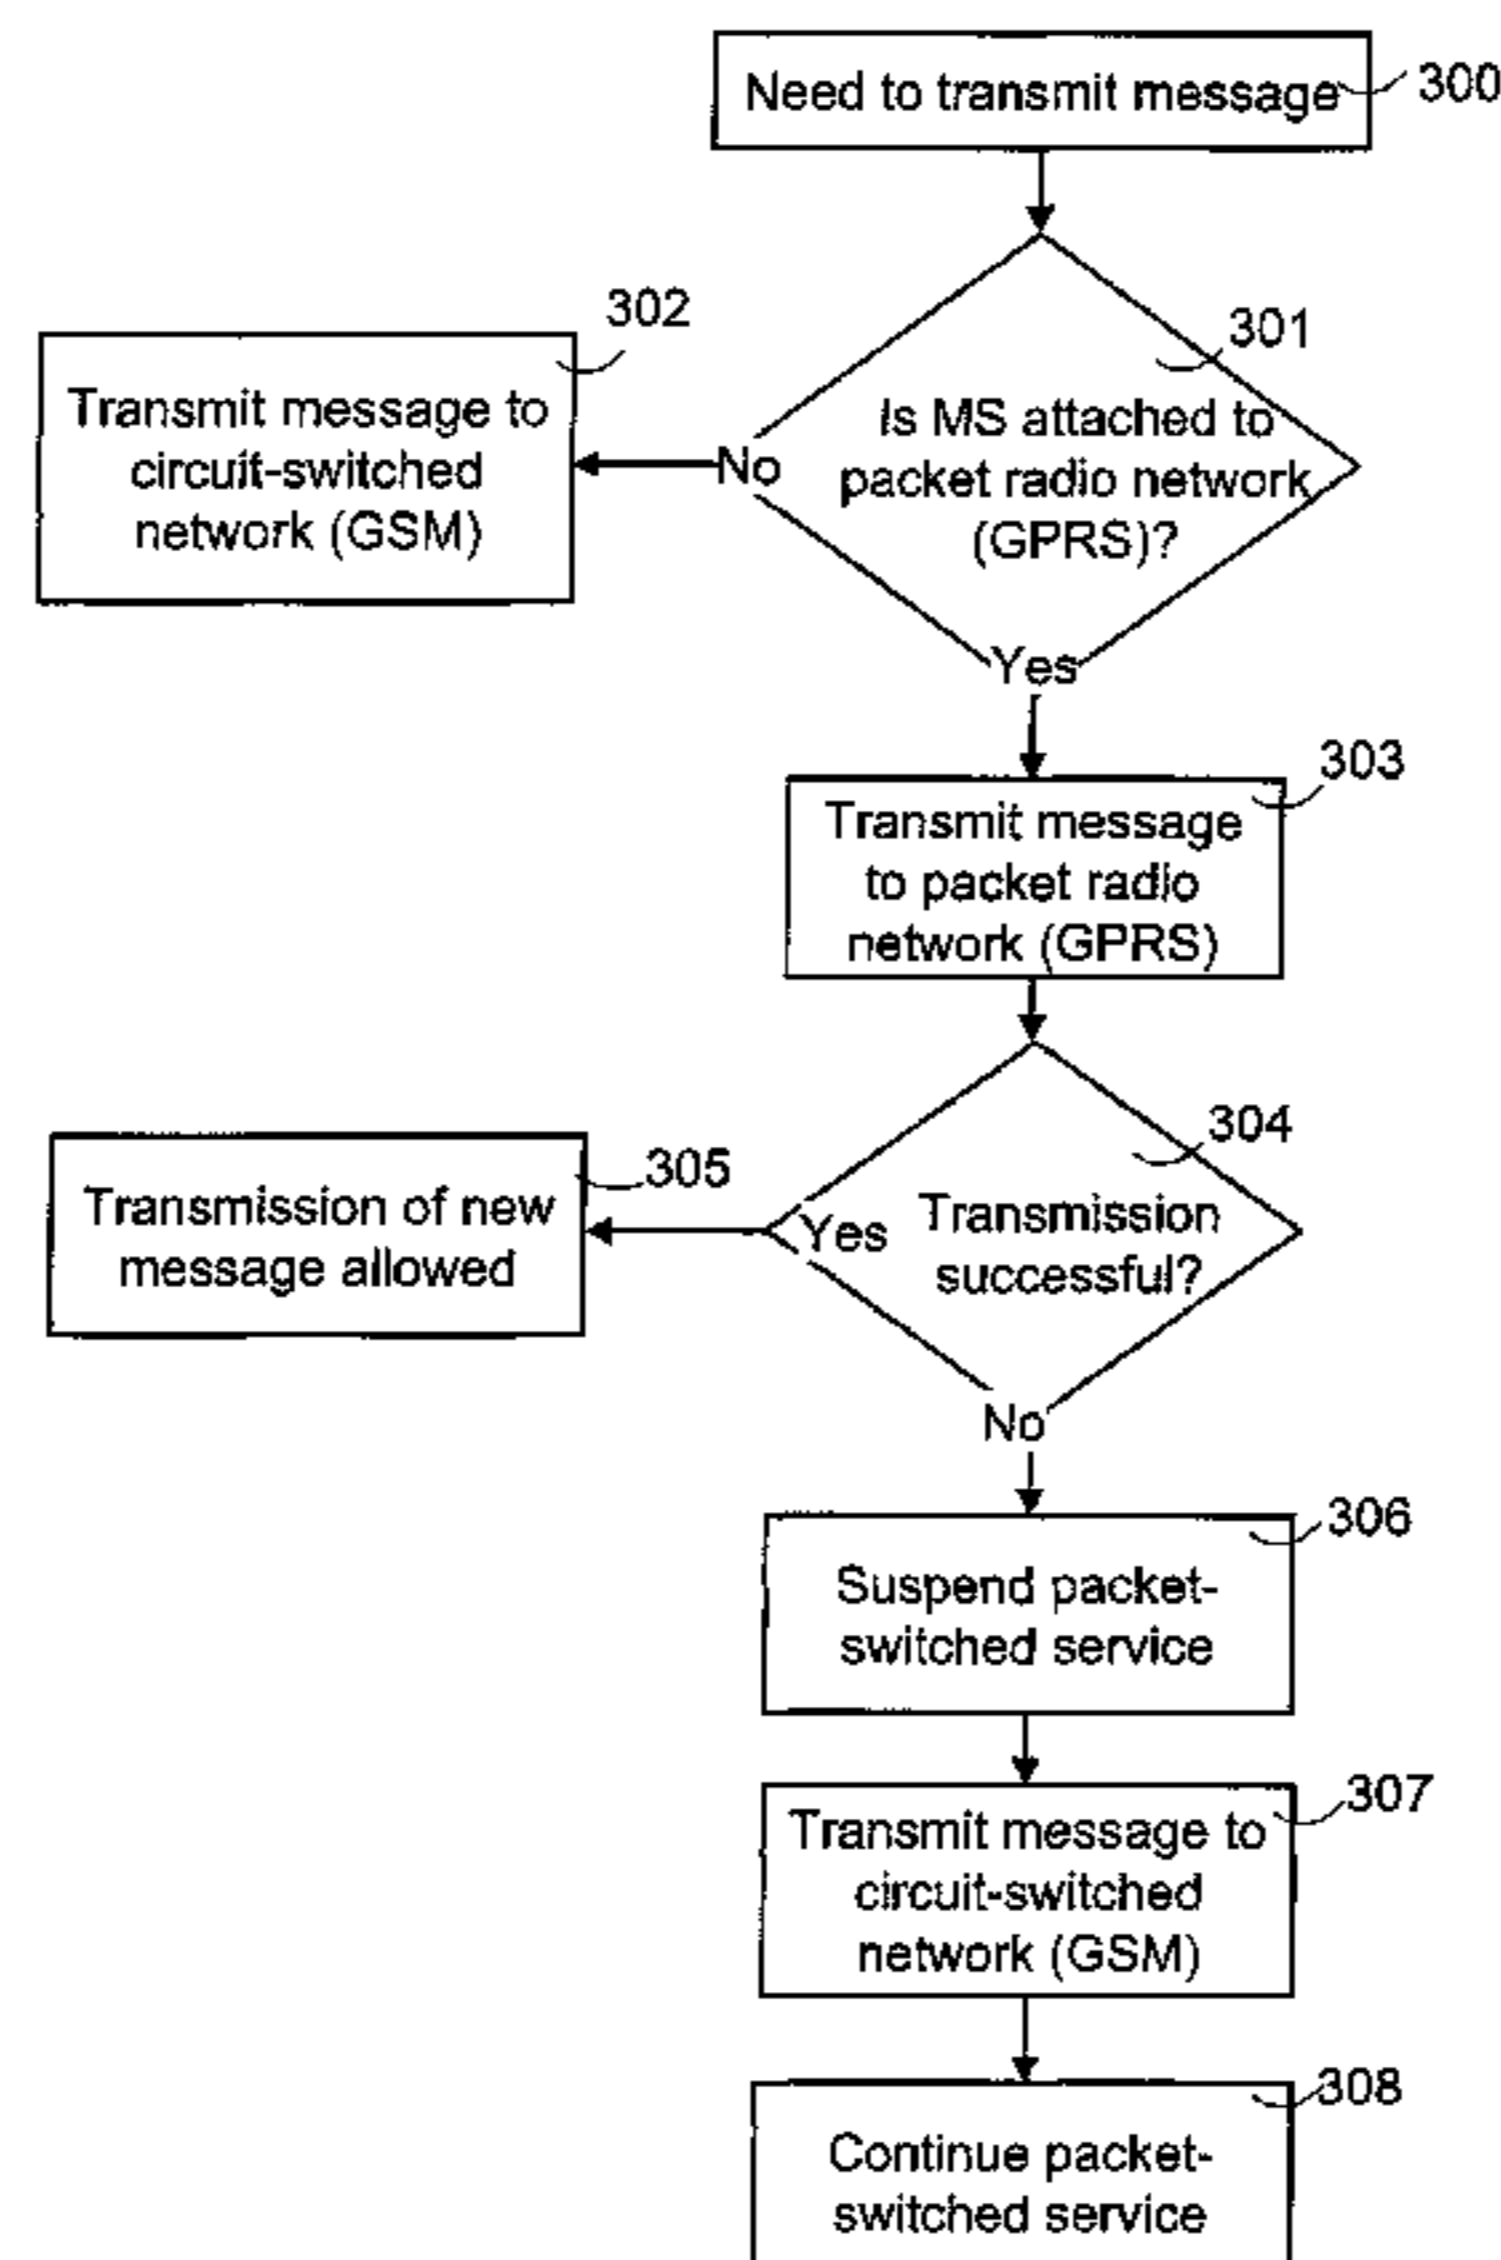 Need to transmit message
300
301
Is MS attached to
packet radio network
(GPRS)?
No
302
Transmit message to
circuit-switched
network (GSM)
Yes
303
Transmit message
to packet radio
network (GPRS)
304
Transmission
successful?
Yes
305
Transmission of new
message allowed
No
306
Suspend packet-
switched service
307
Transmit message to
circuit-switched
network (GSM)
308
Continue packet-
switched service